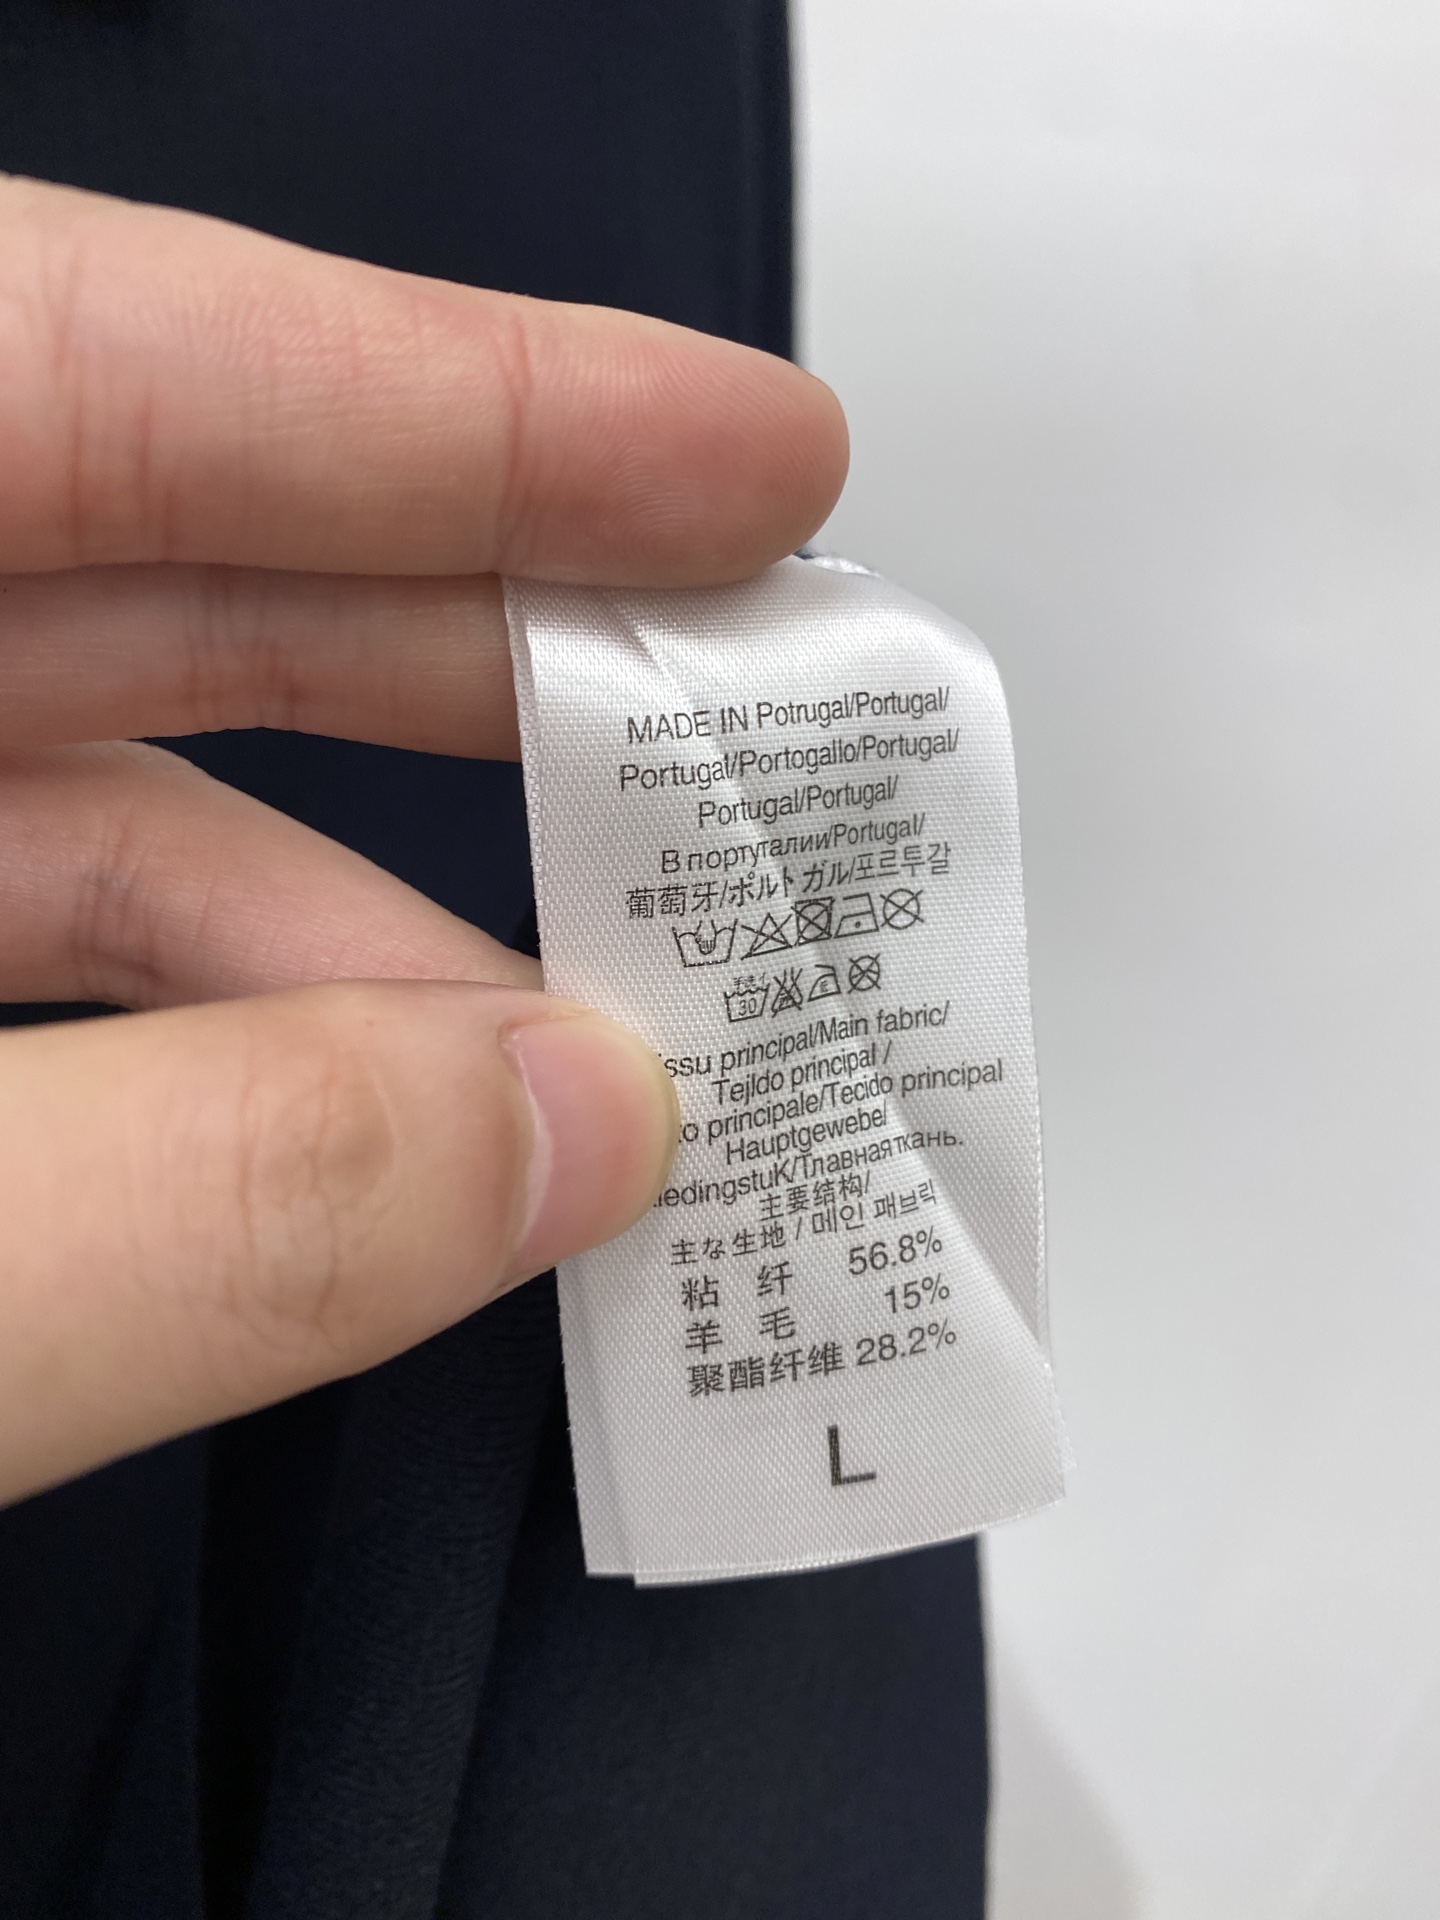 MADE IN Potrugal/Portugal/
Portugal/Portogallo/Portugal/
Portugal/Portugal/
В португалии/Portugal/
葡萄牙/ポルトガル/포르투갈
30
principal/Main fabric/
Tejldo principal /
principale/Tecido principal
Hauptgewebe/
Главная ткань.
主要结构/
主な生地 / 메인 패브릭
粘 纤 56.8%
羊 毛 15%
聚酯纤维 28.2%
L